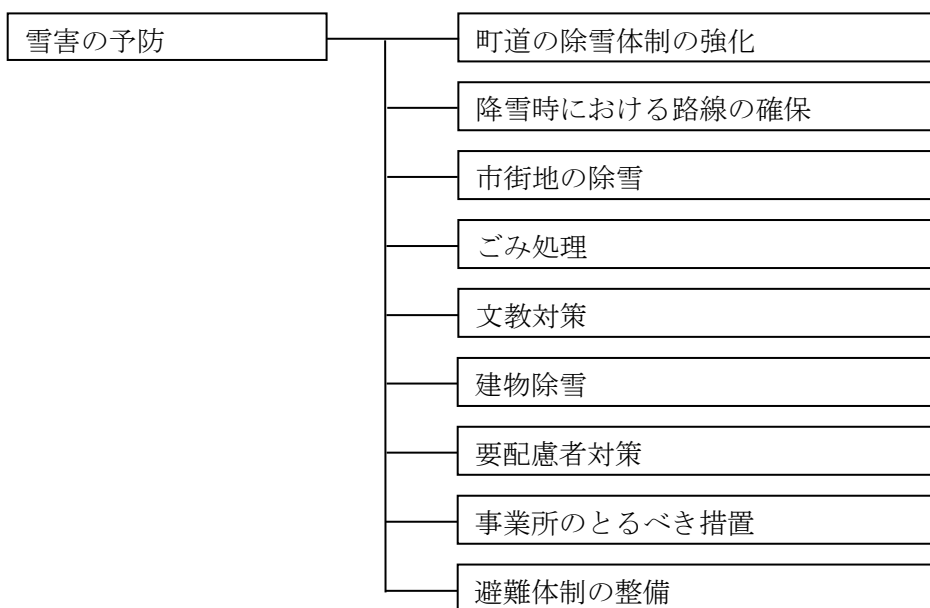 雪害の予防
町道の除雪体制の強化
降雪時における路線の確保
市街地の除雪
ごみ処理
文教対策
建物除雪
要配慮者対策
事業所のとるべき措置
避難体制の整備